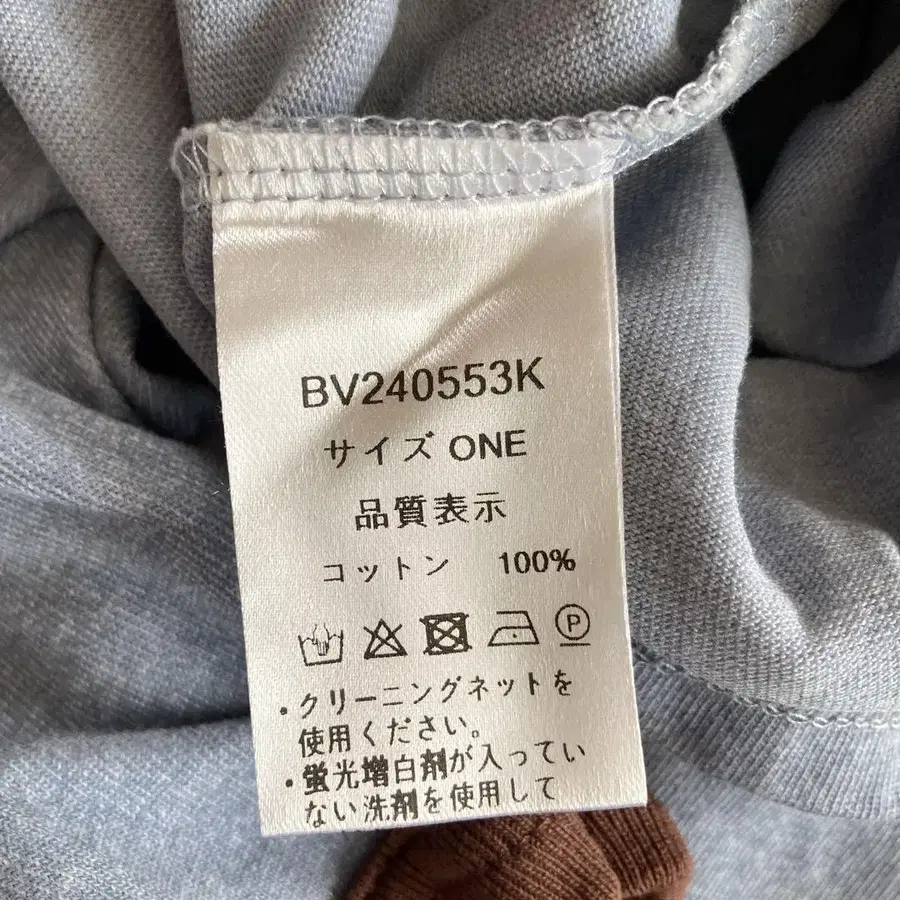 BV240553K
サイズ ONE
品質表示
コットン 100%
P
・クリーニングネットを
使用ください。
・蛍光増白剤が入ってい
ない洗剤を使用して